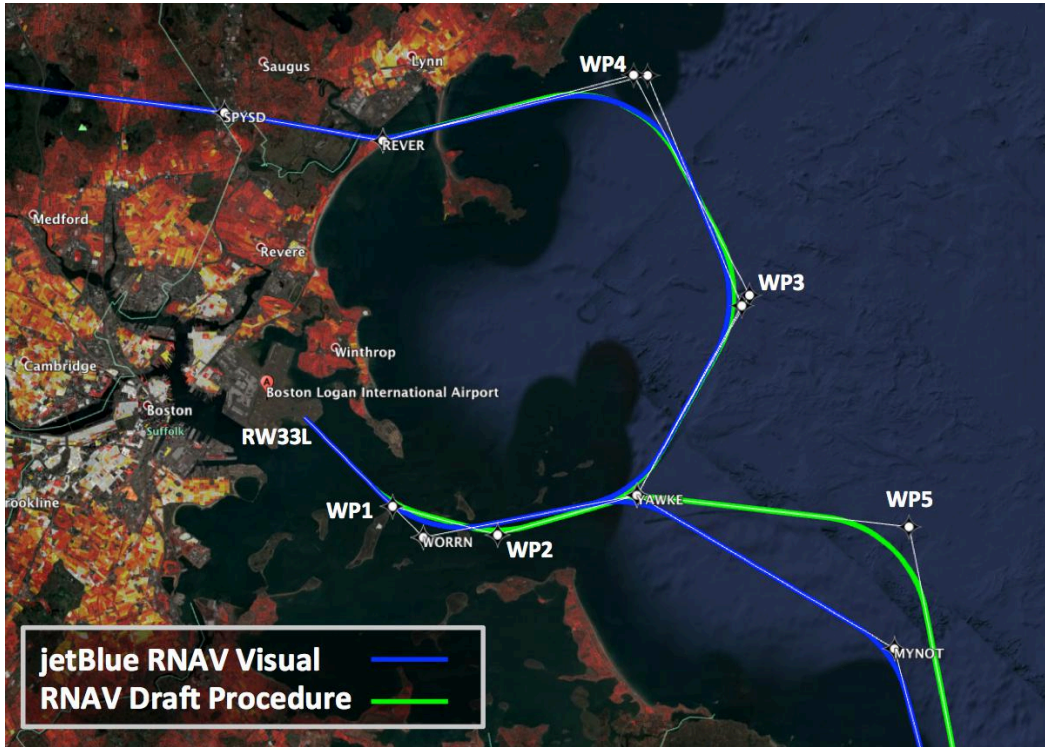 WP4
Lynn
Saugus
SPYSD
REVER
Medford
Revere
WP3
Winthrop
Cambridge
Boston Logan International Airport
A
Boston
Suffolk
RW33L
rookline
WP1
YAWKE
WP5
WORRN
WP2
MYNOT
jetBlue RNAV Visual
RNAV Draft Procedure